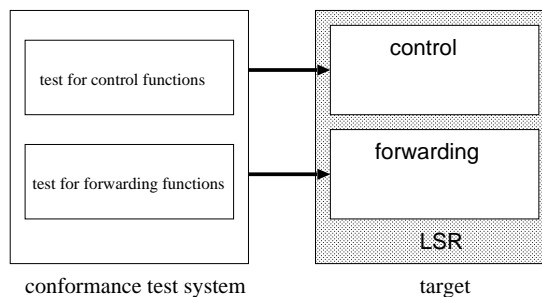 control
test for control functions
forwarding
test for forwarding functions
LSR
conformance test system
target